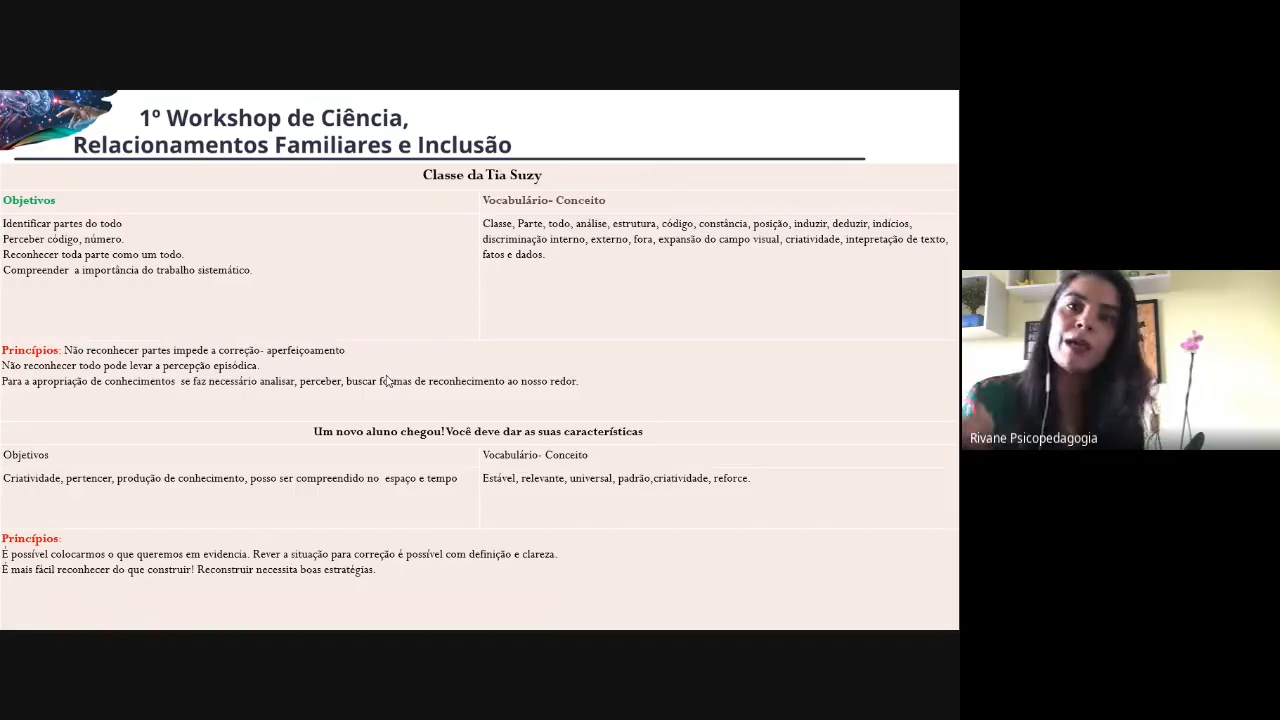 1º Workshop de Ciência,
Relacionamentos Familiares e Inclusão
Classe da Tia Suzy
Objetivos
Vocabulário- Conceito
Identificar partes do todo
Perceber código, número.
Reconhecer toda parte como um todo.
Compreender a importância do trabalho sistemático.
Classe, Parte, todo, análise, estrutura, código, constância, posição, induzir, deduzir, indícios,
discriminação interno, externo, fora, expansão do campo visual, criatividade, intepretação de texto,
fatos e dados.
Princípios: Não reconhecer partes impede a correção- aperfeiçoamento
Não reconhecer todo pode levar a percepção episódica.
Para a apropriação de conhecimentos se faz necessário analisar, perceber, buscar formas de reconhecimento ao nosso redor.
Um novo aluno chegou! Você deve dar as suas características
Objetivos
Vocabulário- Conceito
Criatividade, pertencer, produção de conhecimento, posso ser compreendido no espaço e tempo
Estável, relevante, universal, padrão,criatividade, reforce.
Princípios:
É possível colocarmos o que queremos em evidencia. Rever a situação para correção é possível com definição e clareza.
É mais fácil reconhecer do que construir! Reconstruir necessita boas estratégias.
Rivane Psicopedagogia